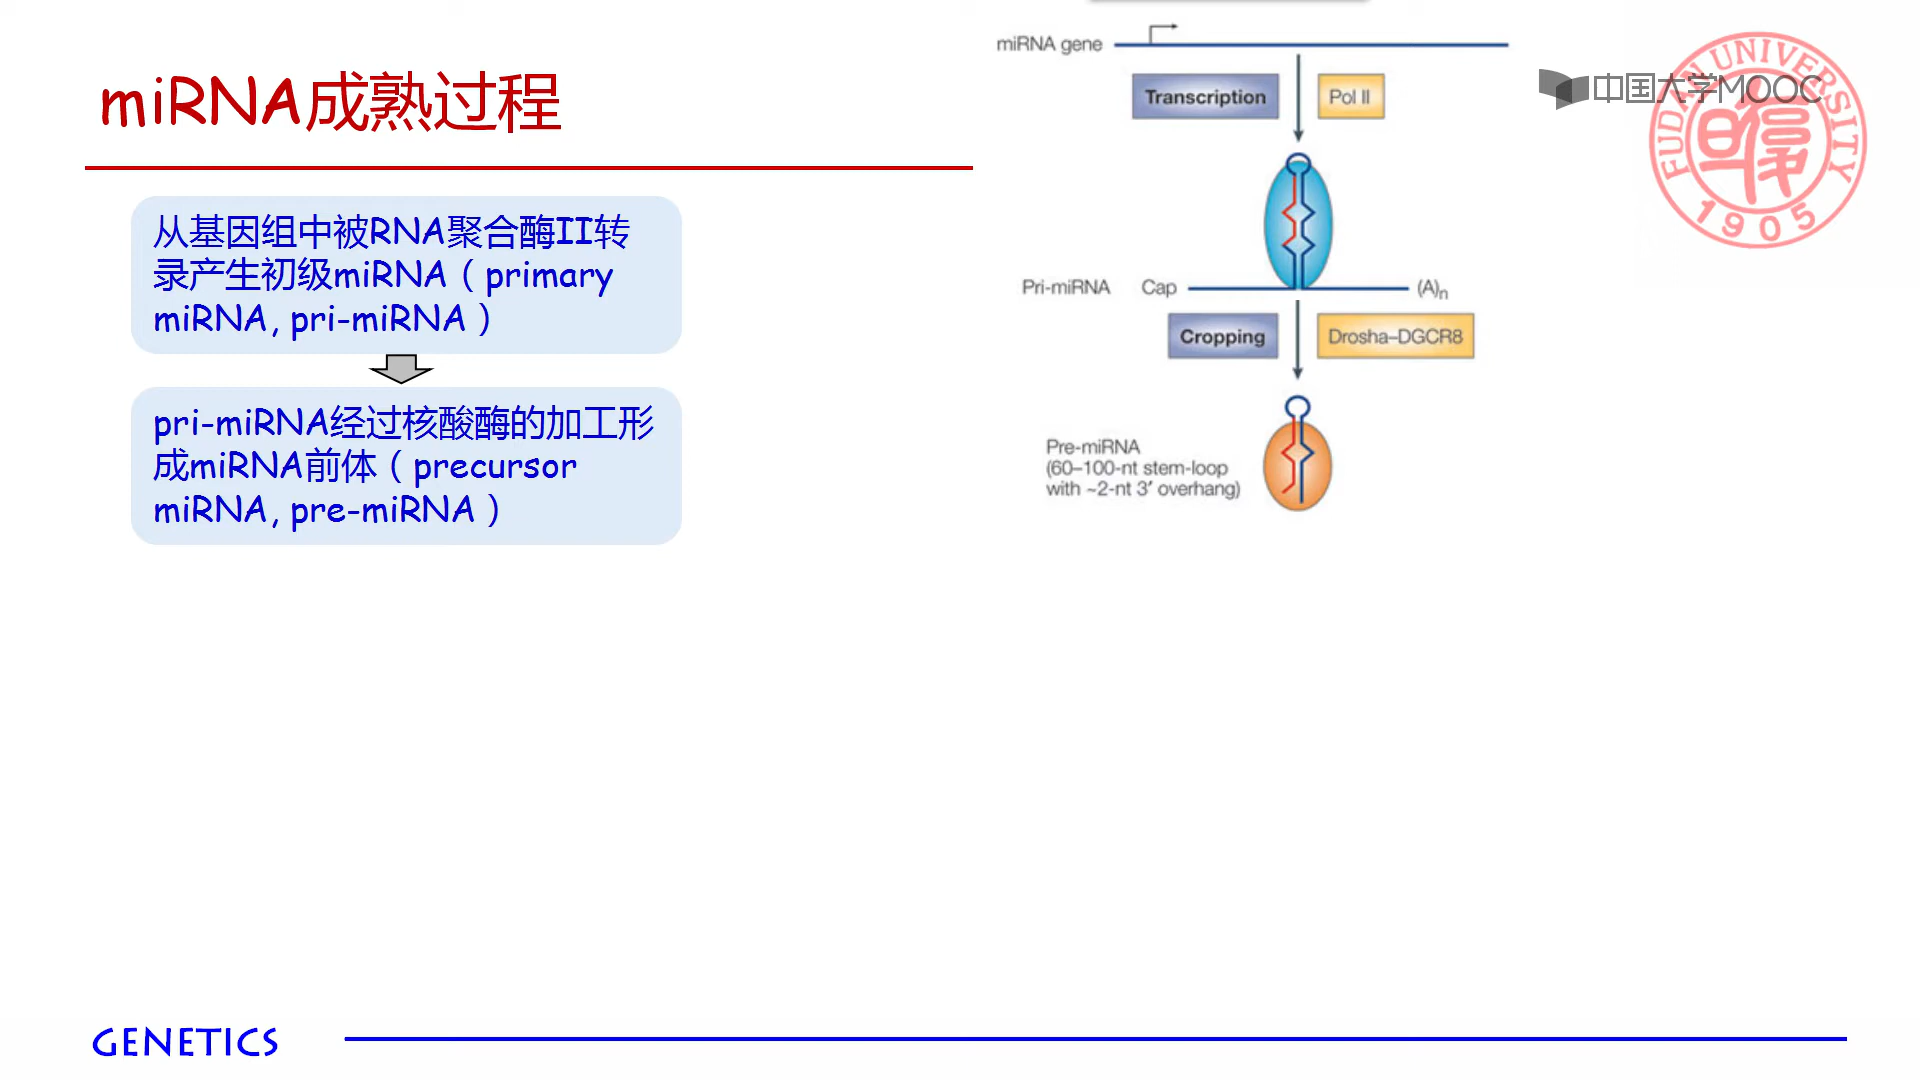 miRNA成熟过程
从基因组中被RNA聚合酶II转
录产生初级miRNA（primary
miRNA, pri-miRNA）
pri-miRNA经过核酸酶的加工形
成miRNA前体（precursor
miRNA, pre-miRNA）
miRNA gene
Transcription
Pol II
Pri-miRNA
Cap
(A)n
Cropping
Drosha–DGCR8
Pre-miRNA
(60–100-nt stem-loop
with ~2-nt 3′ overhang)
中国大学MOOC
FUDAN UNIVERSITY
1905
GENETICS